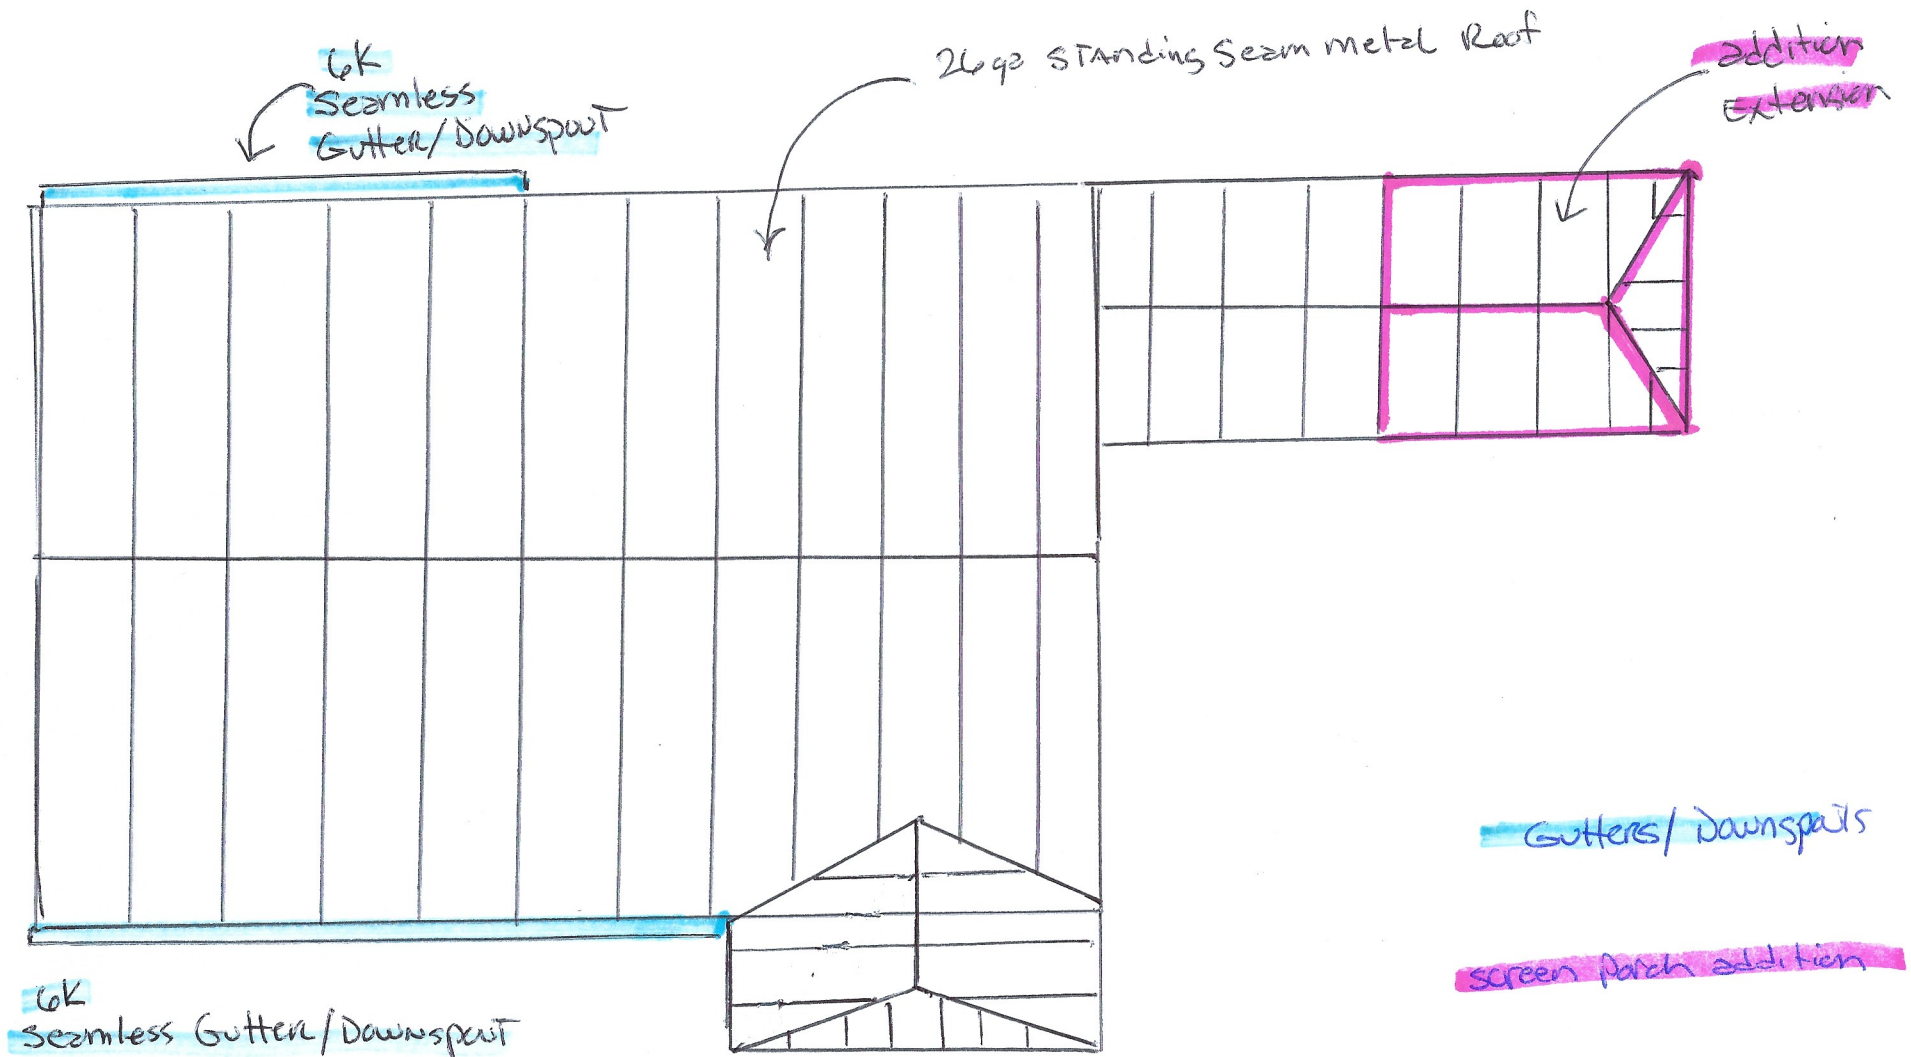 6K
Seamless
Gutter/Downspout
26ga Standing Seam metal Roof
addition
Extension
Gutters/Downspouts
screen porch addition
6K
Seamless Gutter/Downspout